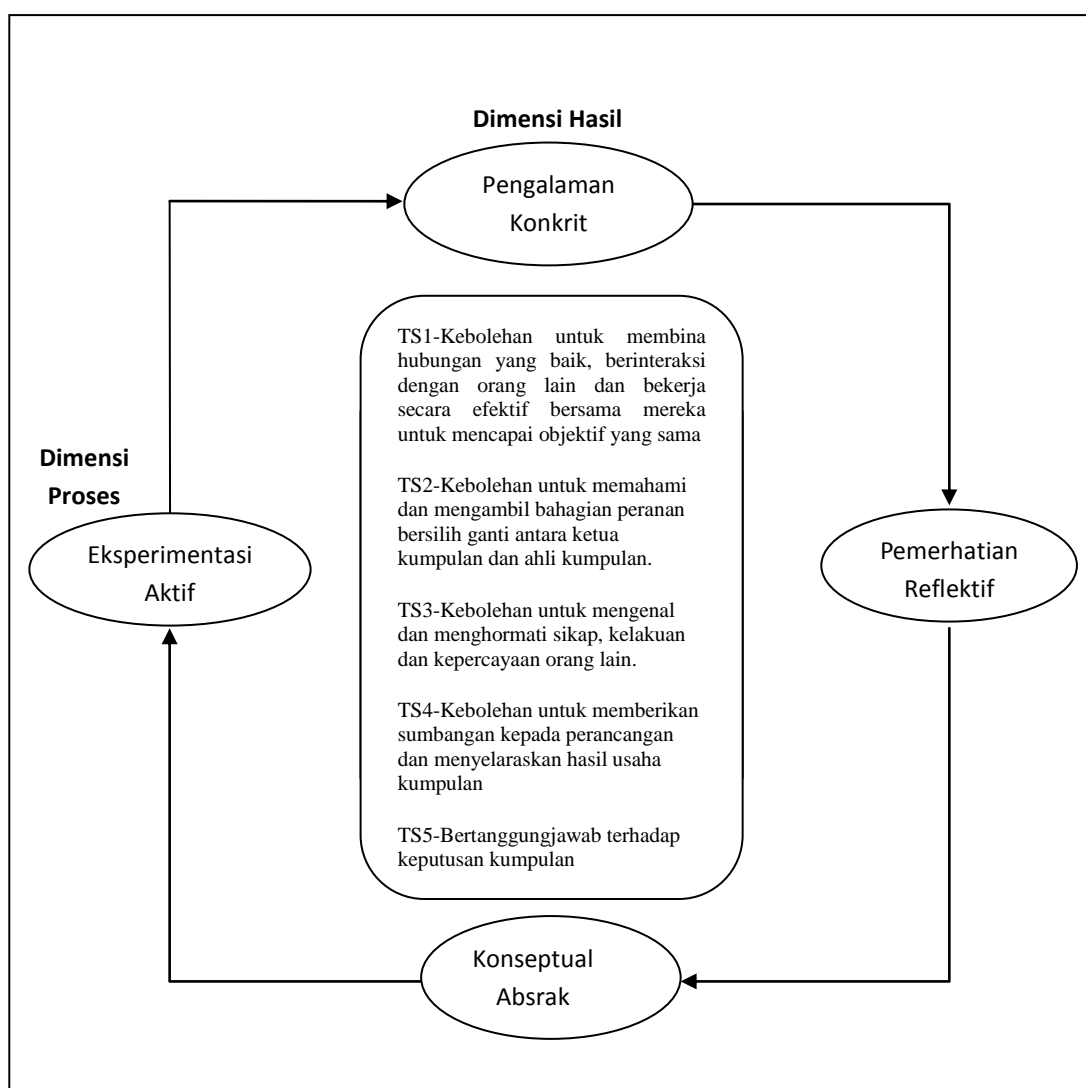 Dimensi Hasil
Pengalaman
Konkrit
TS1-Kebolehan untuk membina
hubungan yang baik, berinteraksi
dengan orang lain dan bekerja
secara efektif bersama mereka
untuk mencapai objektif yang sama
Dimensi
Proses
TS2-Kebolehan untuk memahami
dan mengambil bahagian peranan
bersilih ganti antara ketua
kumpulan dan ahli kumpulan.
Eksperimentasi
Aktif
Pemerhatian
Reflektif
TS3-Kebolehan untuk mengenal
dan menghormati sikap, kelakuan
dan kepercayaan orang lain.
TS4-Kebolehan untuk memberikan
sumbangan kepada perancangan
dan menyelaraskan hasil usaha
kumpulan
TS5-Bertanggungjawab terhadap
keputusan kumpulan
Konseptual
Absrak